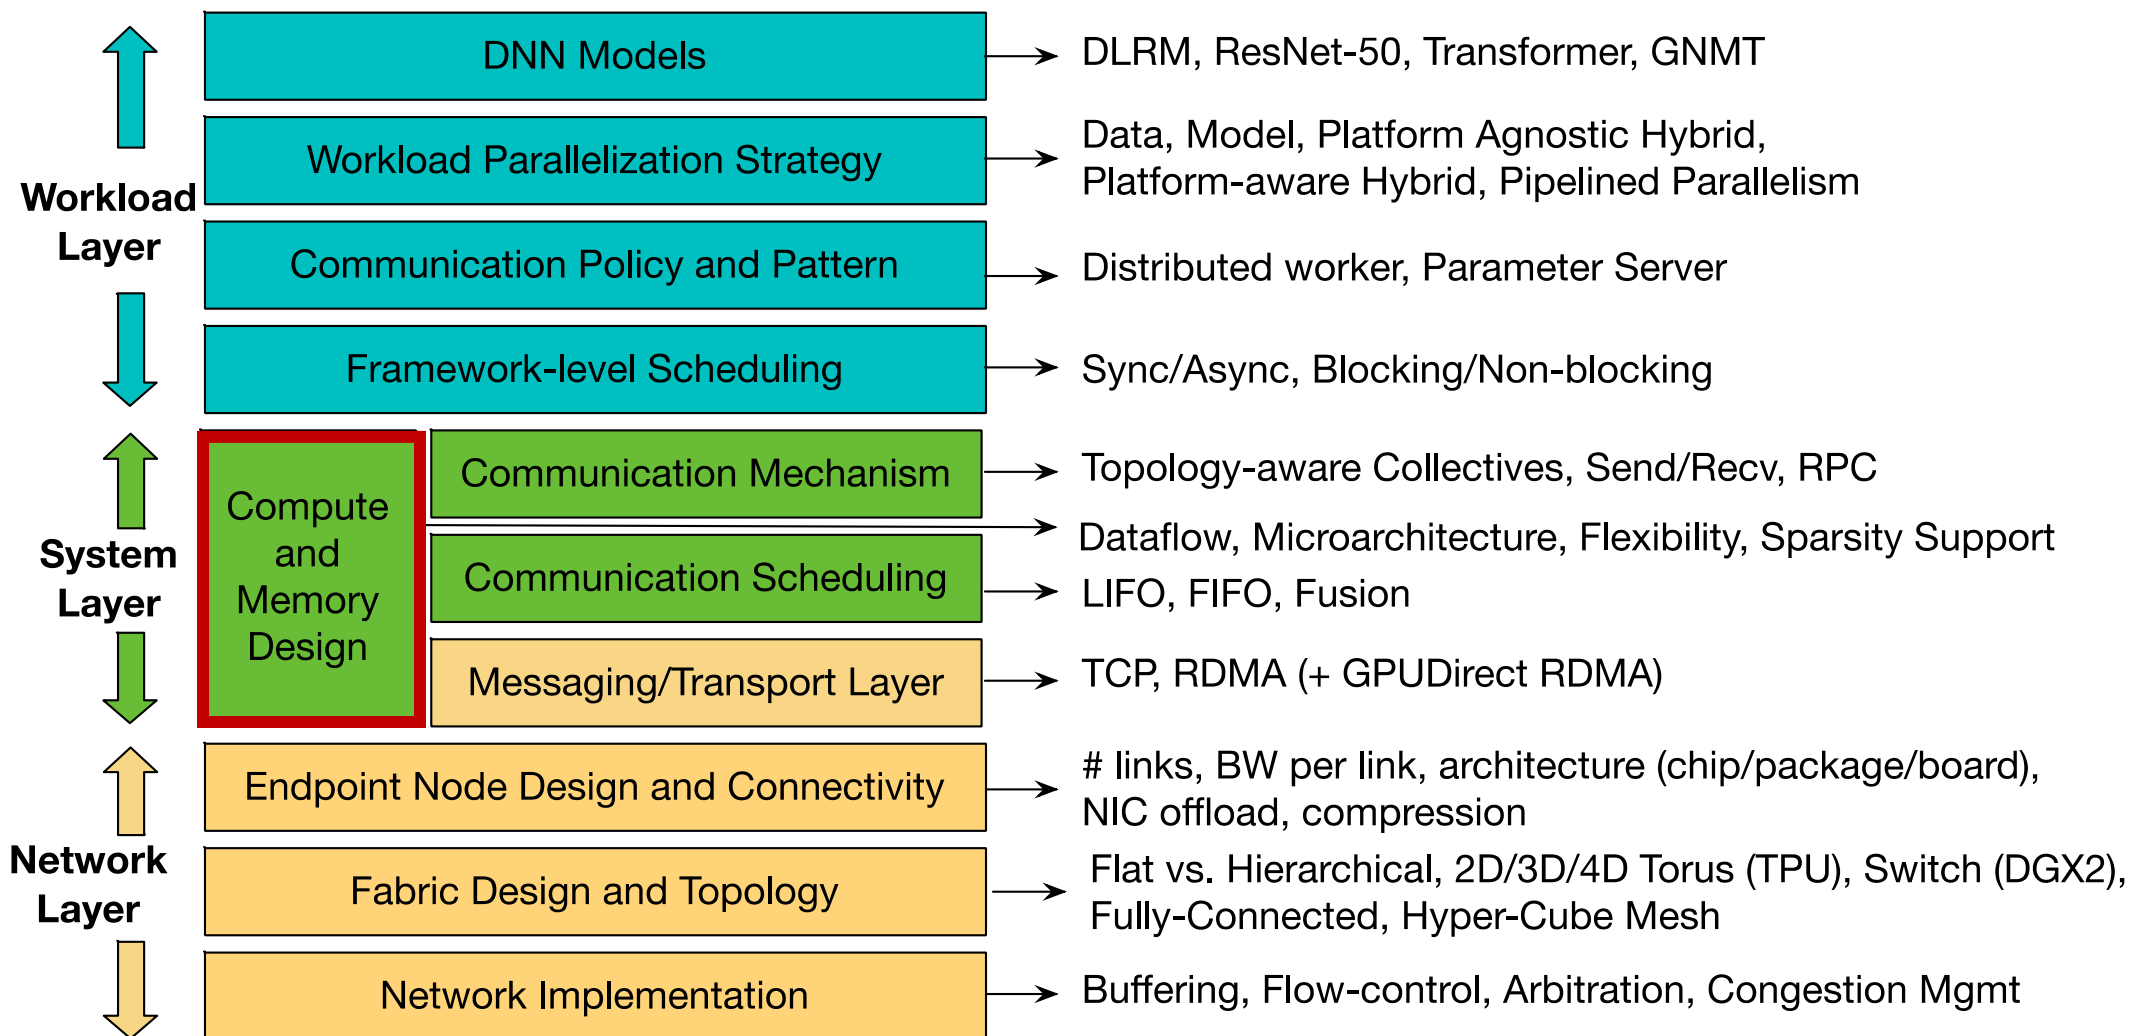 DNN Models
DLRM, ResNet-50, Transformer, GNMT
Workload Parallelization Strategy
Data, Model, Platform Agnostic Hybrid,
Platform-aware Hybrid, Pipelined Parallelism
Workload
Layer
Communication Policy and Pattern
Distributed worker, Parameter Server
Framework-level Scheduling
Sync/Async, Blocking/Non-blocking
System
Layer
Compute
and
Memory
Design
Communication Mechanism
Topology-aware Collectives, Send/Recv, RPC
Dataflow, Microarchitecture, Flexibility, Sparsity Support
Communication Scheduling
LIFO, FIFO, Fusion
Messaging/Transport Layer
TCP, RDMA (+ GPUDirect RDMA)
Endpoint Node Design and Connectivity
# links, BW per link, architecture (chip/package/board),
NIC offload, compression
Network
Layer
Fabric Design and Topology
Flat vs. Hierarchical, 2D/3D/4D Torus (TPU), Switch (DGX2),
Fully-Connected, Hyper-Cube Mesh
Network Implementation
Buffering, Flow-control, Arbitration, Congestion Mgmt